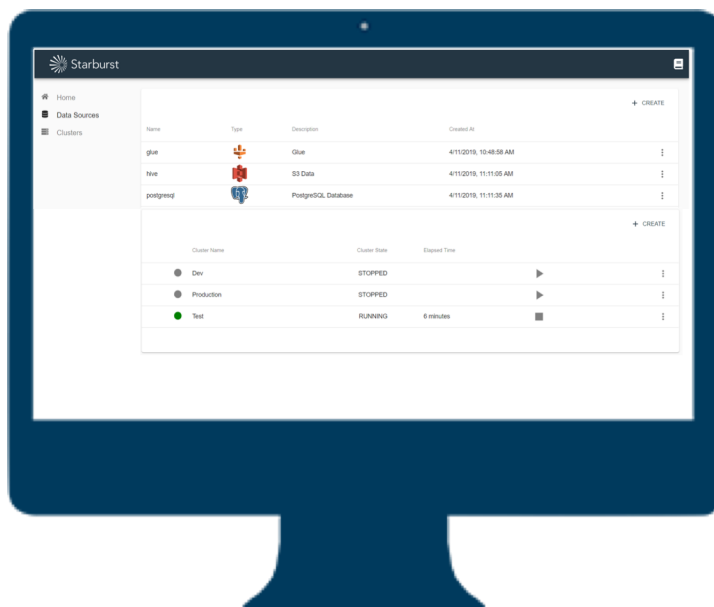 Starburst
Home
Data Sources
Clusters
+ CREATE
Name Type Description Created At
glue Glue 4/11/2019, 10:48:58 AM
hive S3 Data 4/11/2019, 11:11:05 AM
postgresql PostgreSQL Database 4/11/2019, 11:11:35 AM
+ CREATE
Cluster Name Cluster State Elapsed Time
Dev STOPPED
Production STOPPED
Test RUNNING 6 minutes